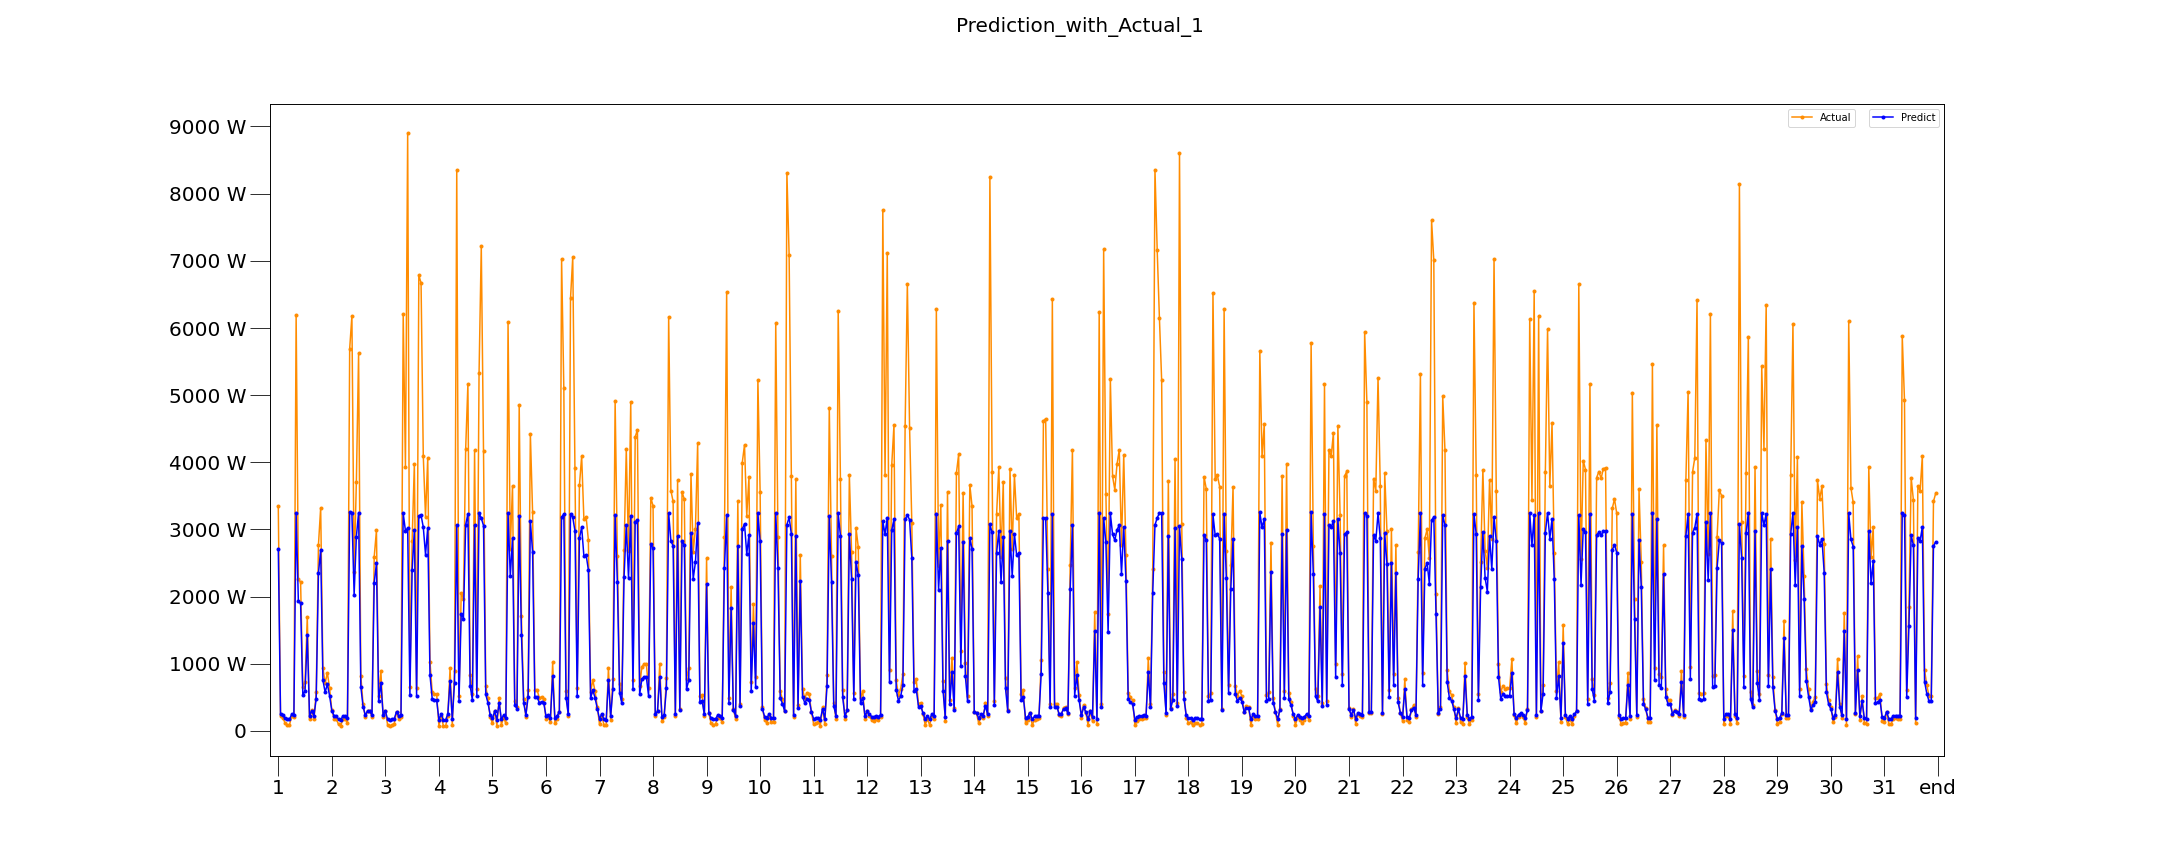 Prediction_with_Actual_1
Actual Predict
9000 W
8000 W
7000 W
6000 W
5000 W
4000 W
3000 W
2000 W
1000 W
0
1 2 3 4 5 6 7 8 9 10 11 12 13 14 15 16 17 18 19 20 21 22 23 24 25 26 27 28 29 30 31 end